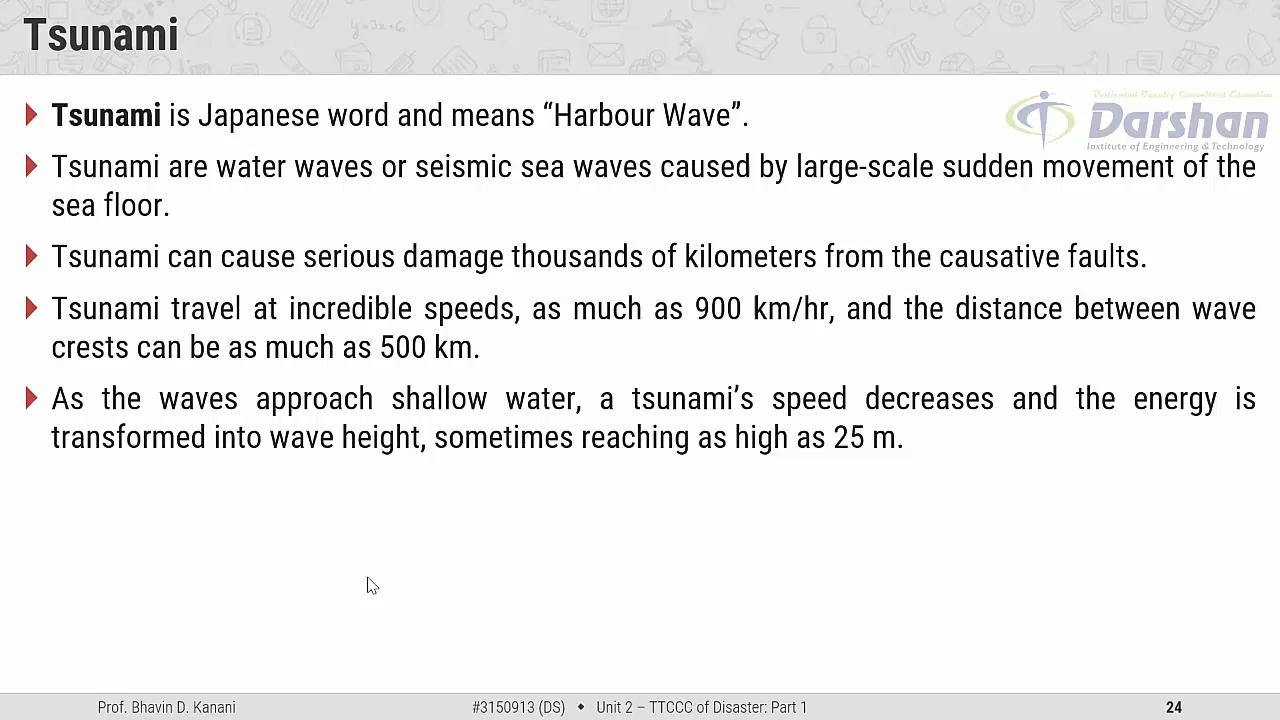 Tsunami
Tsunami is Japanese word and means “Harbour Wave”.
Dedicated Faculty Committed Education
Darshan
Institute of Engineering & Technology
Tsunami are water waves or seismic sea waves caused by large-scale sudden movement of the
sea floor.
Tsunami can cause serious damage thousands of kilometers from the causative faults.
Tsunami travel at incredible speeds, as much as 900 km/hr, and the distance between wave
crests can be as much as 500 km.
As the waves approach shallow water, a tsunami’s speed decreases and the energy is
transformed into wave height, sometimes reaching as high as 25 m.
Prof. Bhavin D. Kanani
#3150913 (DS) ◆ Unit 2 – TTCCC of Disaster: Part 1
24